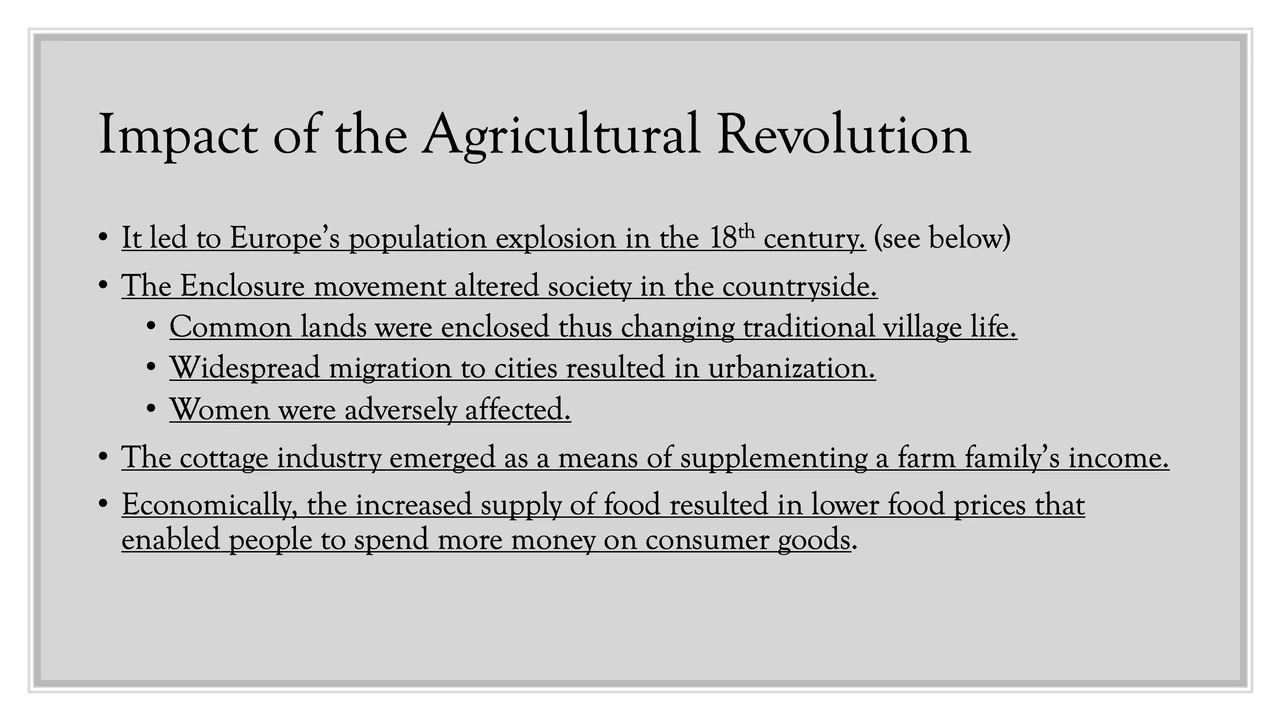 Impact of the Agricultural Revolution
• It led to Europe’s population explosion in the 18th century. (see below)
• The Enclosure movement altered society in the countryside.
• Common lands were enclosed thus changing traditional village life.
• Widespread migration to cities resulted in urbanization.
• Women were adversely affected.
• The cottage industry emerged as a means of supplementing a farm family’s income.
• Economically, the increased supply of food resulted in lower food prices that
enabled people to spend more money on consumer goods.